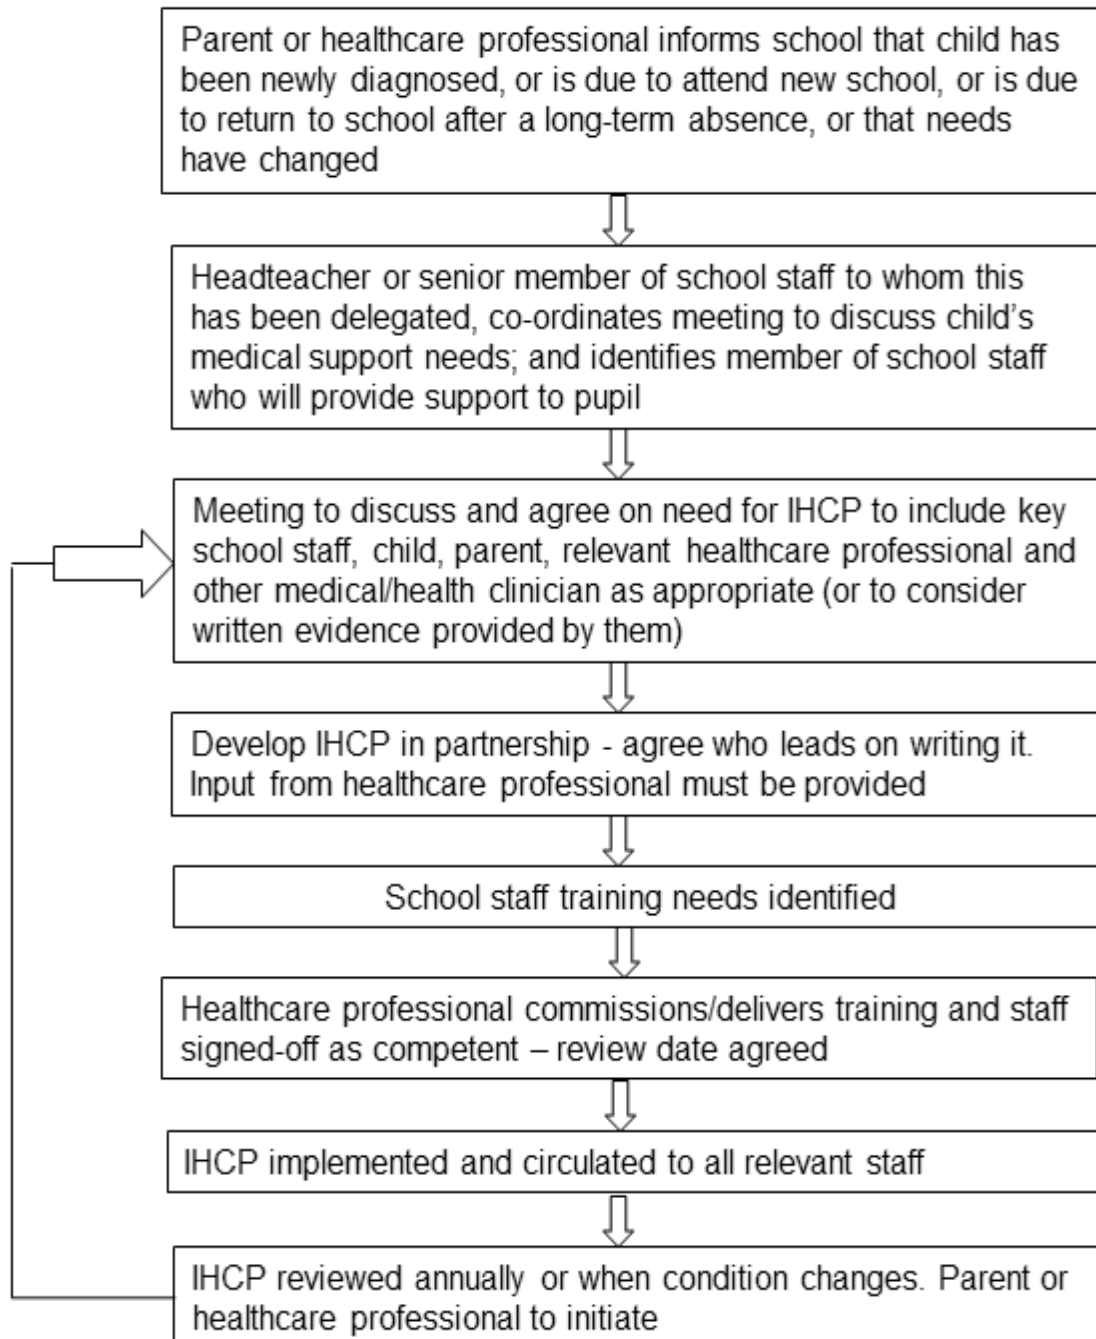 Parent or healthcare professional informs school that child has
been newly diagnosed, or is due to attend new school, or is due
to return to school after a long-term absence, or that needs
have changed
Headteacher or senior member of school staff to whom this
has been delegated, co-ordinates meeting to discuss child's
medical support needs; and identifies member of school staff
who will provide support to pupil
Meeting to discuss and agree on need for IHCP to include key
school staff, child, parent, relevant healthcare professional and
other medical/health clinician as appropriate (or to consider
written evidence provided by them)
Develop IHCP in partnership - agree who leads on writing it.
Input from healthcare professional must be provided
School staff training needs identified
Healthcare professional commissions/delivers training and staff
signed-off as competent – review date agreed
IHCP implemented and circulated to all relevant staff
IHCP reviewed annually or when condition changes. Parent or
healthcare professional to initiate